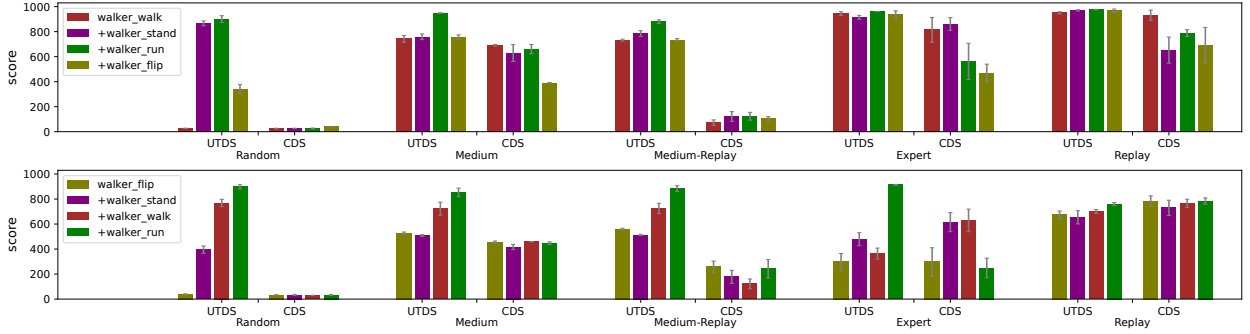 1000
800
600
400
200
0
score
walker_walk
+walker_stand
+walker_run
+walker_flip
UTDS CDS UTDS CDS UTDS CDS UTDS CDS UTDS CDS
Random Medium Medium-Replay Expert Replay
1000
800
600
400
200
0
score
walker_flip
+walker_stand
+walker_walk
+walker_run
UTDS CDS UTDS CDS UTDS CDS UTDS CDS UTDS CDS
Random Medium Medium-Replay Expert Replay